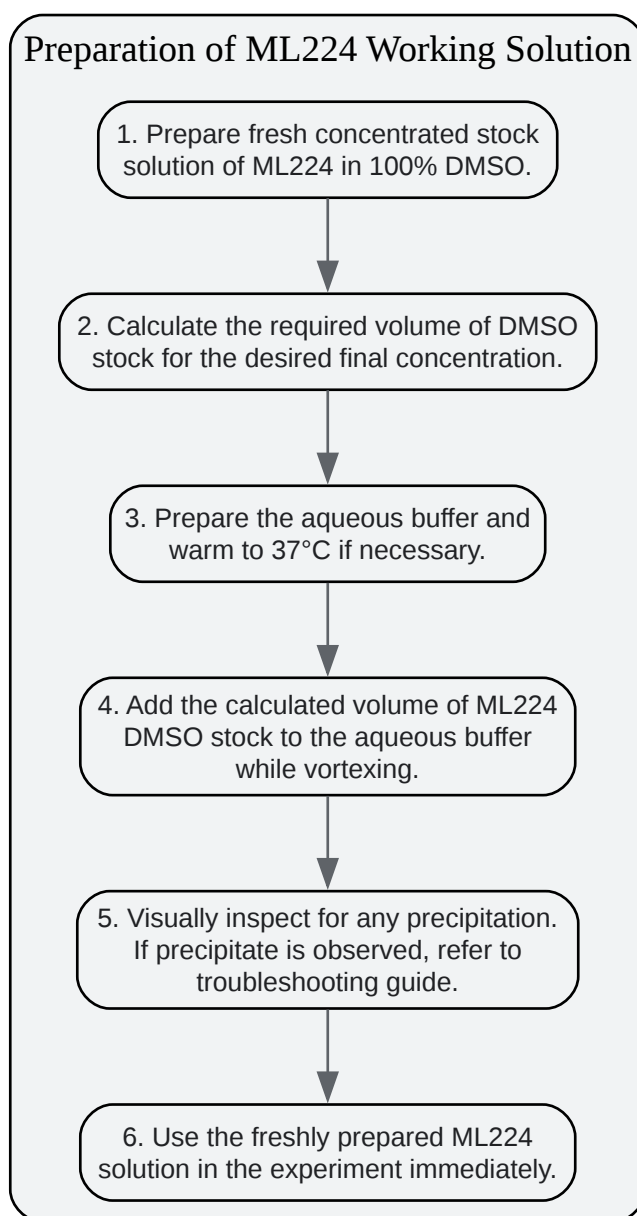 Preparation of ML224 Working Solution
1. Prepare fresh concentrated stock
solution of ML224 in 100% DMSO.
2. Calculate the required volume of DMSO
stock for the desired final concentration.
3. Prepare the aqueous buffer and
warm to 37°C if necessary.
4. Add the calculated volume of ML224
DMSO stock to the aqueous buffer
while vortexing.
5. Visually inspect for any precipitation.
If precipitate is observed, refer to
troubleshooting guide.
6. Use the freshly prepared ML224
solution in the experiment immediately.